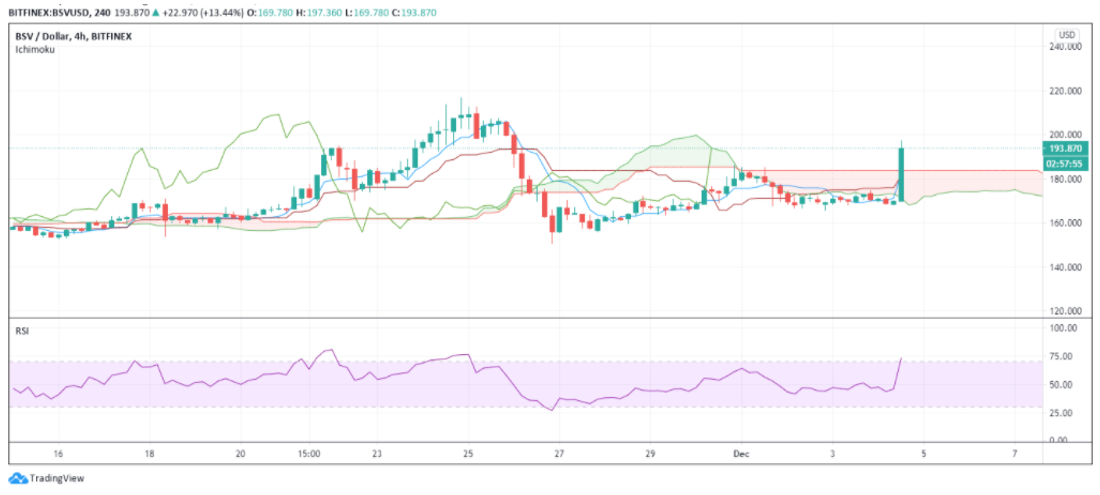 BITFINEX:BSVUSD, 240 193.870 ▲ +22.970 (+13.44%) O:169.780 H:197.360 L:169.780 C:193.870
BSV / Dollar, 4h, BITFINEX
Ichimoku
USD
240.000
220.000
200.000
193.870
02:57:55
180.000
160.000
140.000
120.000
RSI
100.00
75.00
50.00
25.00
0.00
16 18 20 15:00 23 25 27 29 Dec 3 5 7
TradingView